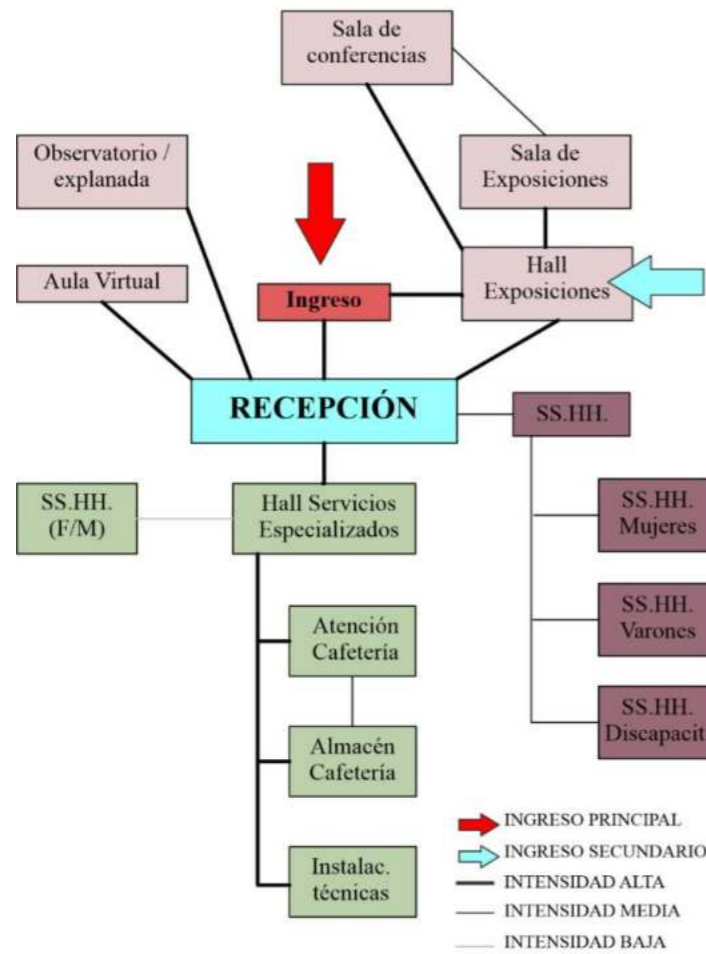 Sala de
conferencias
Observatorio /
explanada
Sala de
Exposiciones
Aula Virtual
Ingreso
Hall
Exposiciones
RECEPCIÓN
SS.HH.
SS.HH.
(F/M)
Hall Servicios
Especializados
SS.HH.
Mujeres
Atención
Cafetería
SS.HH.
Varones
Almacén
Cafetería
SS.HH.
Discapacit
Instalac.
técnicas
INGRESO PRINCIPAL
INGRESO SECUNDARIO
INTENSIDAD ALTA
INTENSIDAD MEDIA
INTENSIDAD BAJA